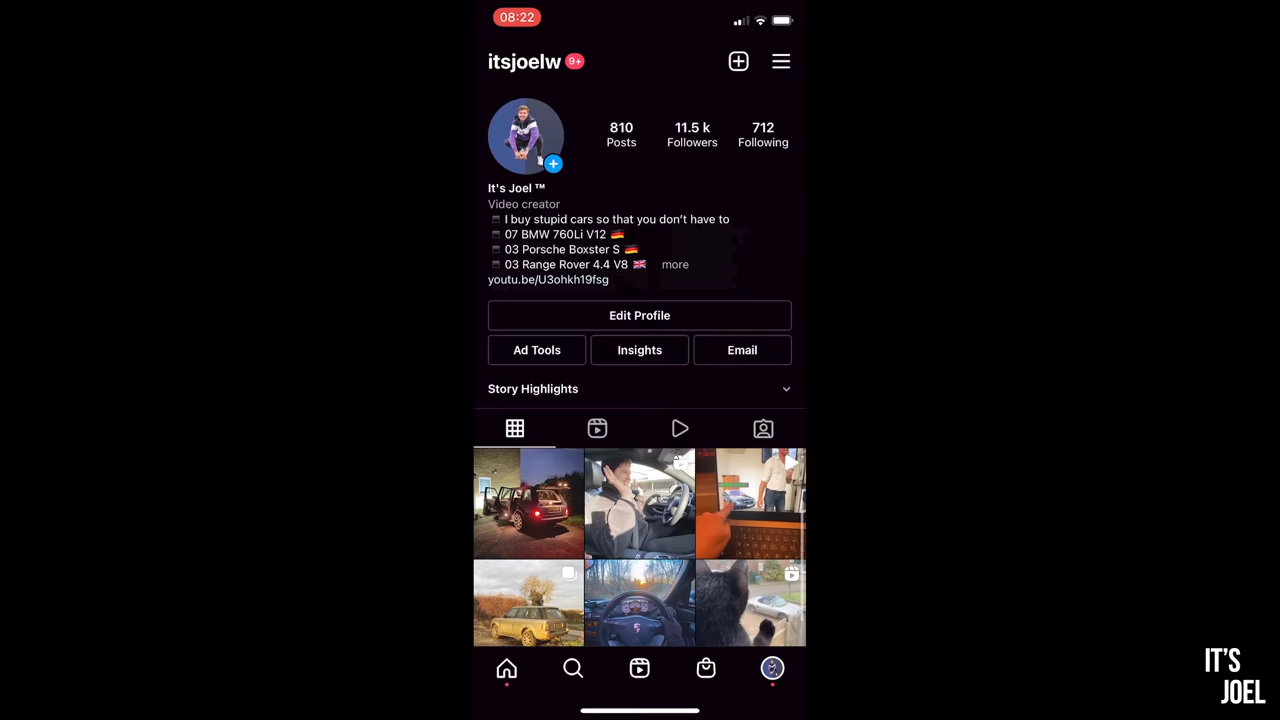 08:22
itsjoelw 9+
810 11.5 k 712
Posts Followers Following
It's Joel ™
Video creator
I buy stupid cars so that you don't have to
07 BMW 760Li V12 🇩🇪
03 Porsche Boxster S 🇩🇪
03 Range Rover 4.4 V8 🇬🇧 more
youtu.be/U3ohkh19fsg
Edit Profile
Ad Tools Insights Email
Story Highlights
IT'S
JOEL